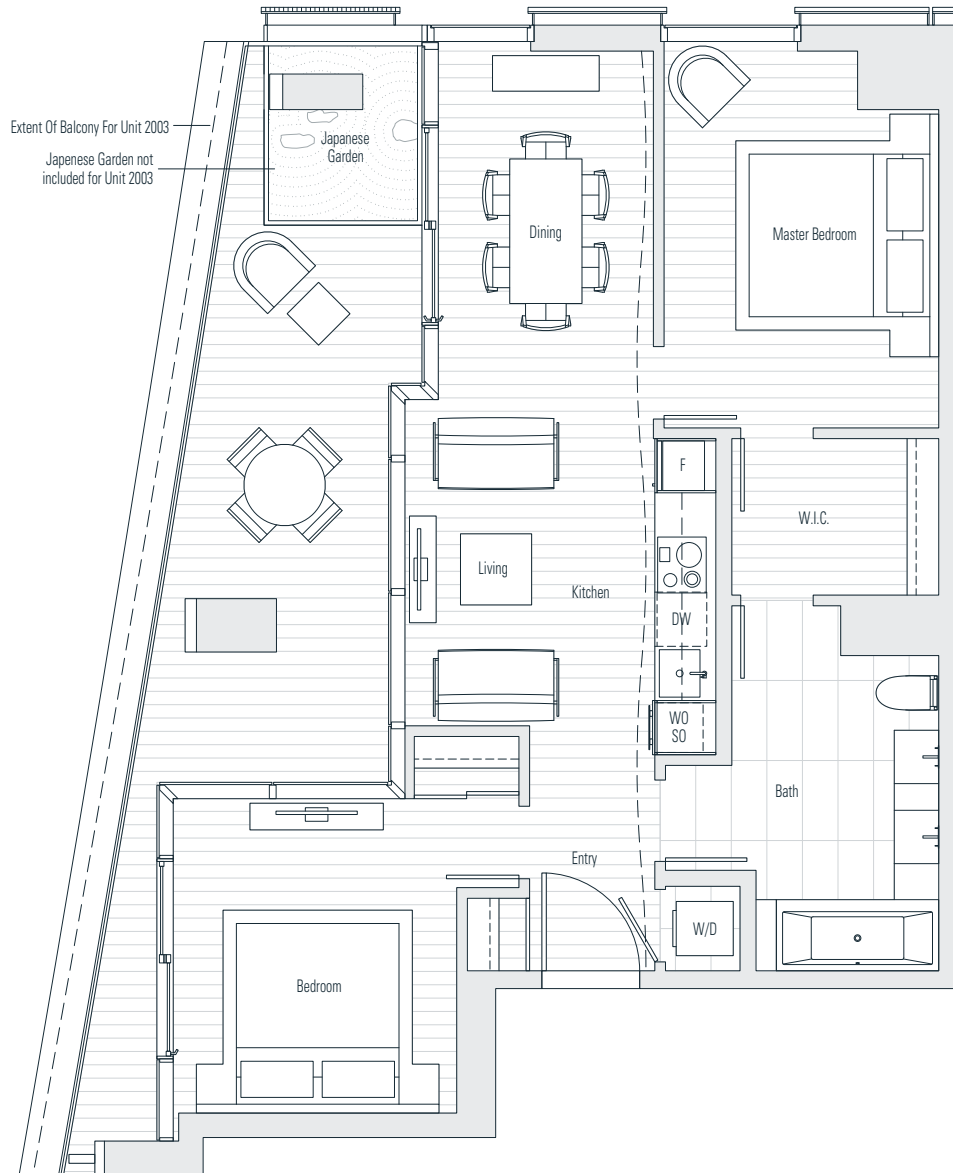 Extent Of Balcony For Unit 2003
Japenese Garden not
included for Unit 2003
Japanese
Garden
Dining
Master Bedroom
F
W.I.C.
Living
Kitchen
DW
WO
SO
Bath
Entry
W/D
Bedroom